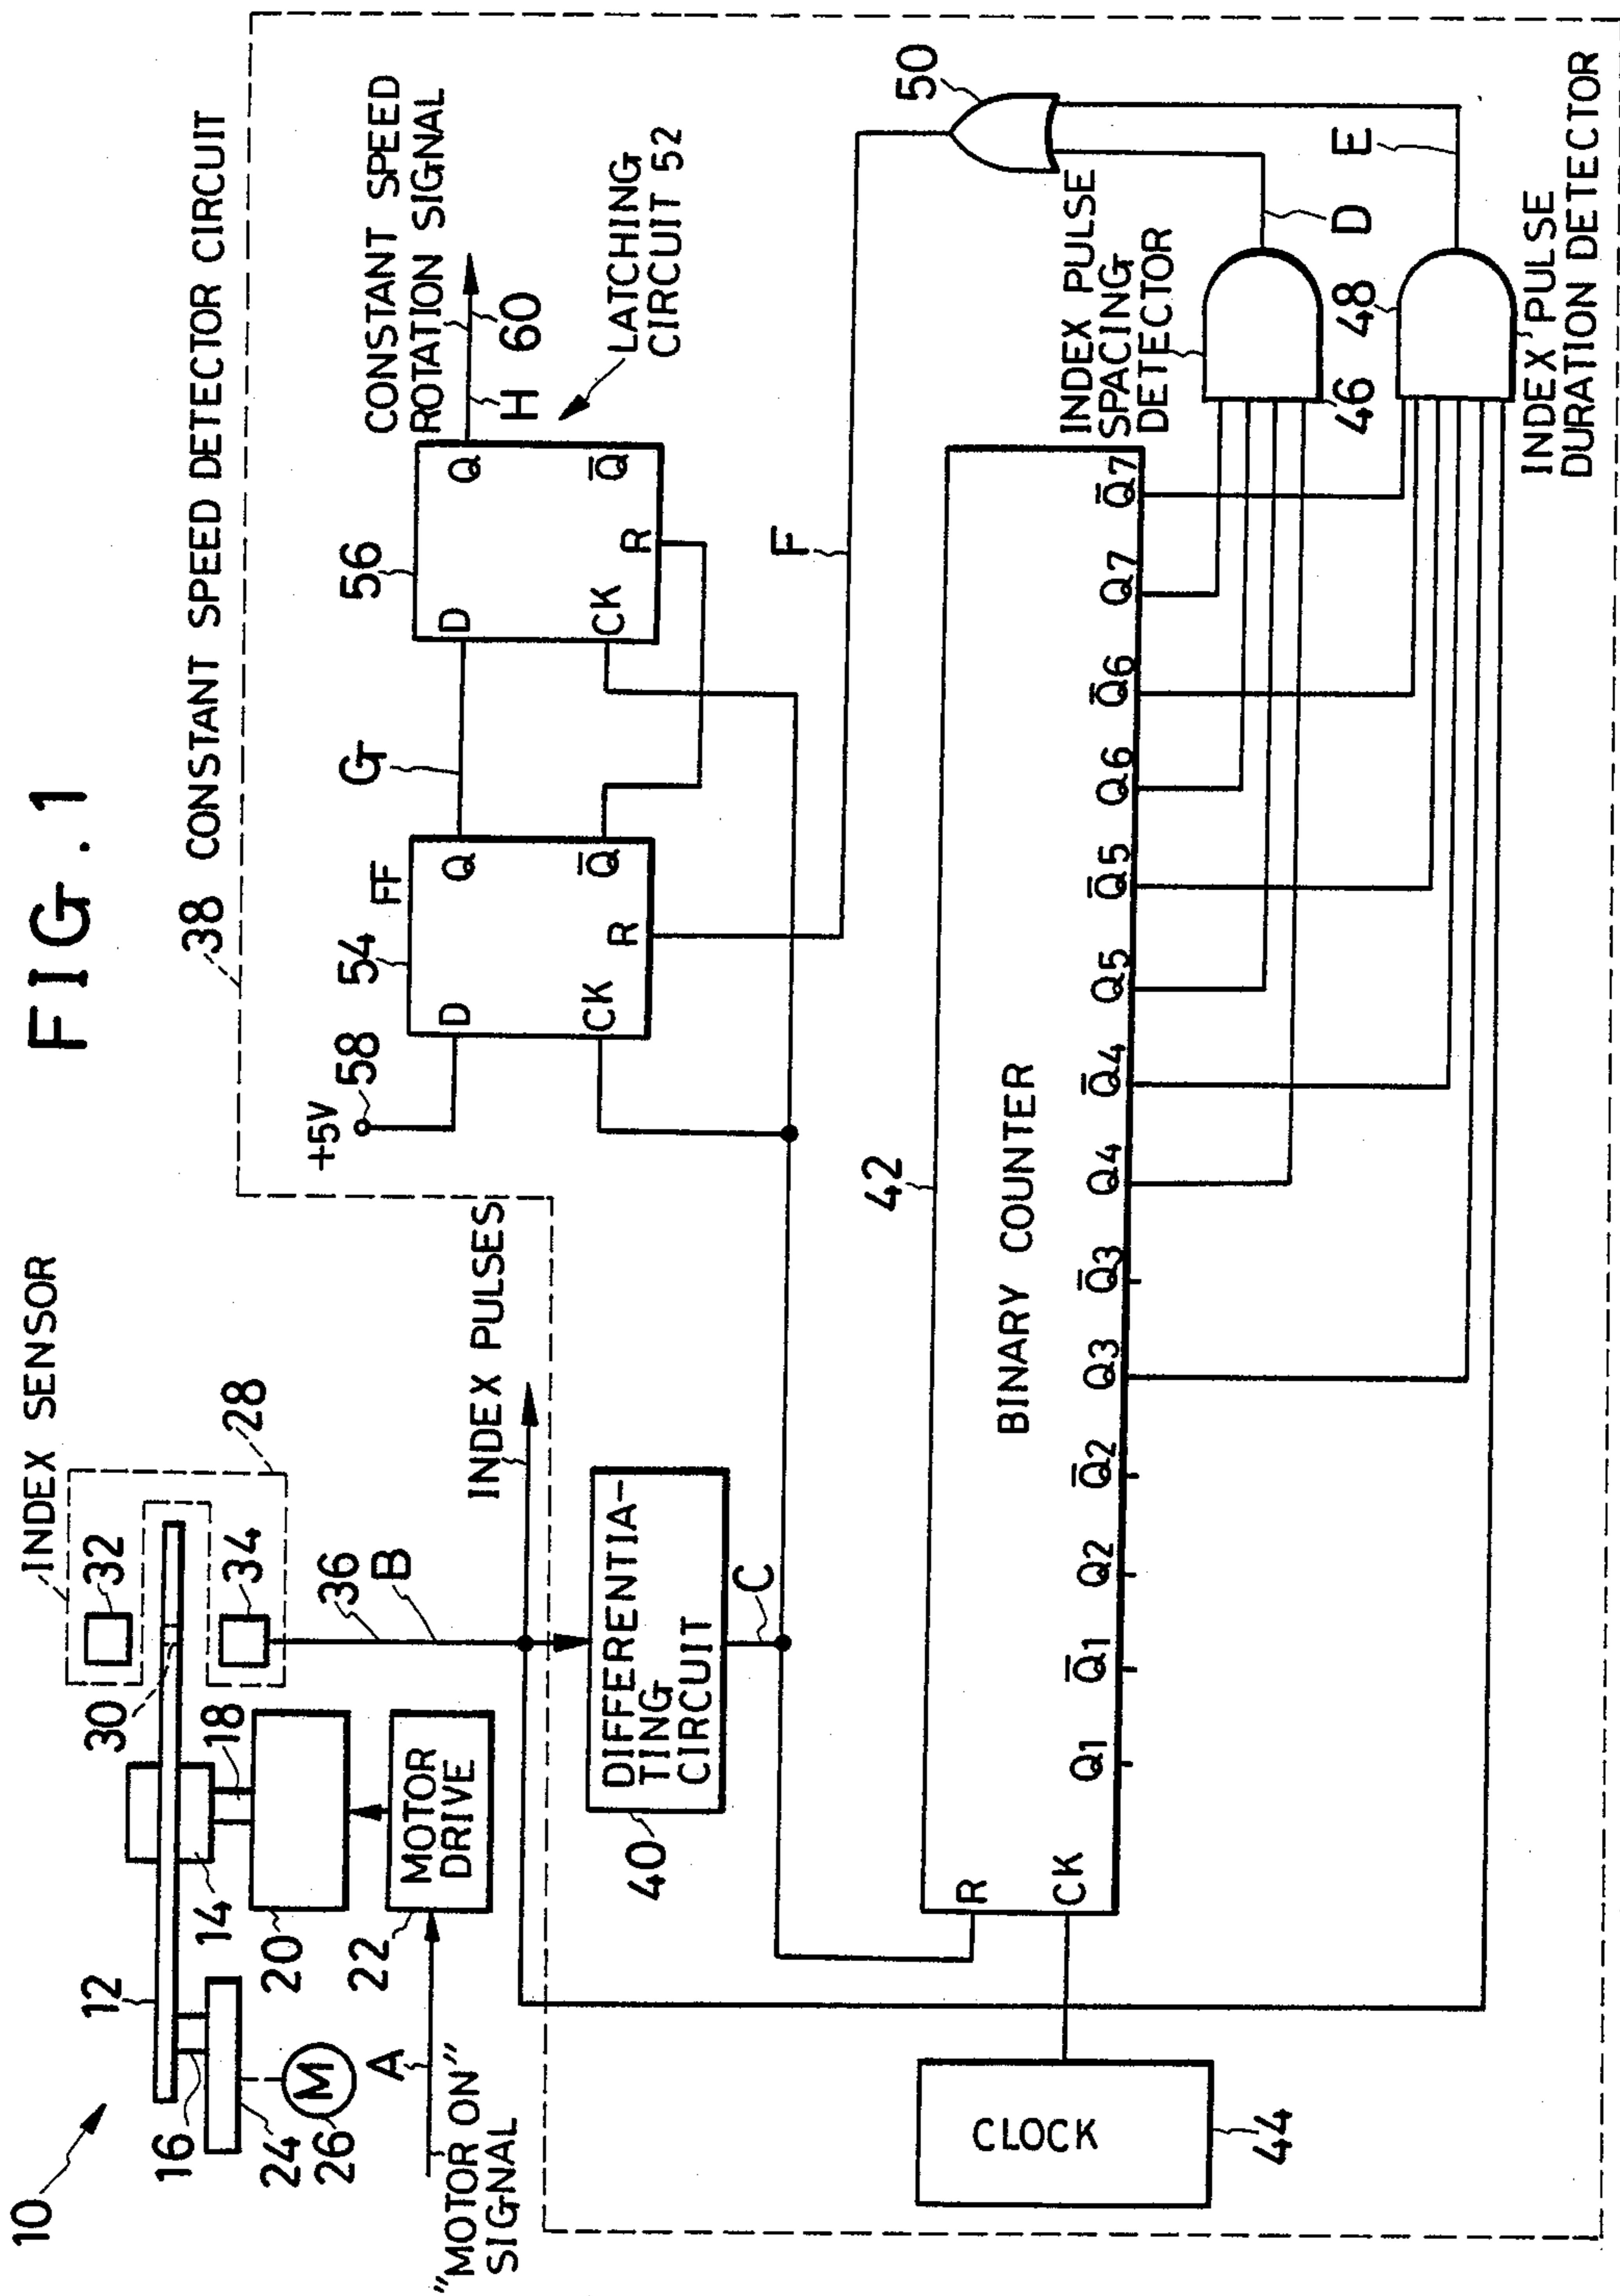 FIG. 1
10
12
14
16
18
20
22
24
26
M
28
30
32
34
INDEX SENSOR
MOTOR
DRIVE
A
"MOTOR ON"
SIGNAL
36
B
INDEX PULSES
38 CONSTANT SPEED DETECTOR CIRCUIT
DIFFERENTIA-
TING
CIRCUIT
40
C
+5V
58
54
FF
D
Q
CK
R
Q̅
G
56
D
Q
CK
R
Q̅
CONSTANT SPEED
ROTATION SIGNAL
H
60
LATCHING
CIRCUIT 52
F
50
42
BINARY COUNTER
R
CK
Q1
Q̅1
Q2
Q̅2
Q3
Q̅3
Q4
Q̅4
Q5
Q̅5
Q6
Q̅6
Q7
Q̅7
CLOCK
44
INDEX PULSE
SPACING
DETECTOR
46
D
48
E
INDEX PULSE
DURATION DETECTOR